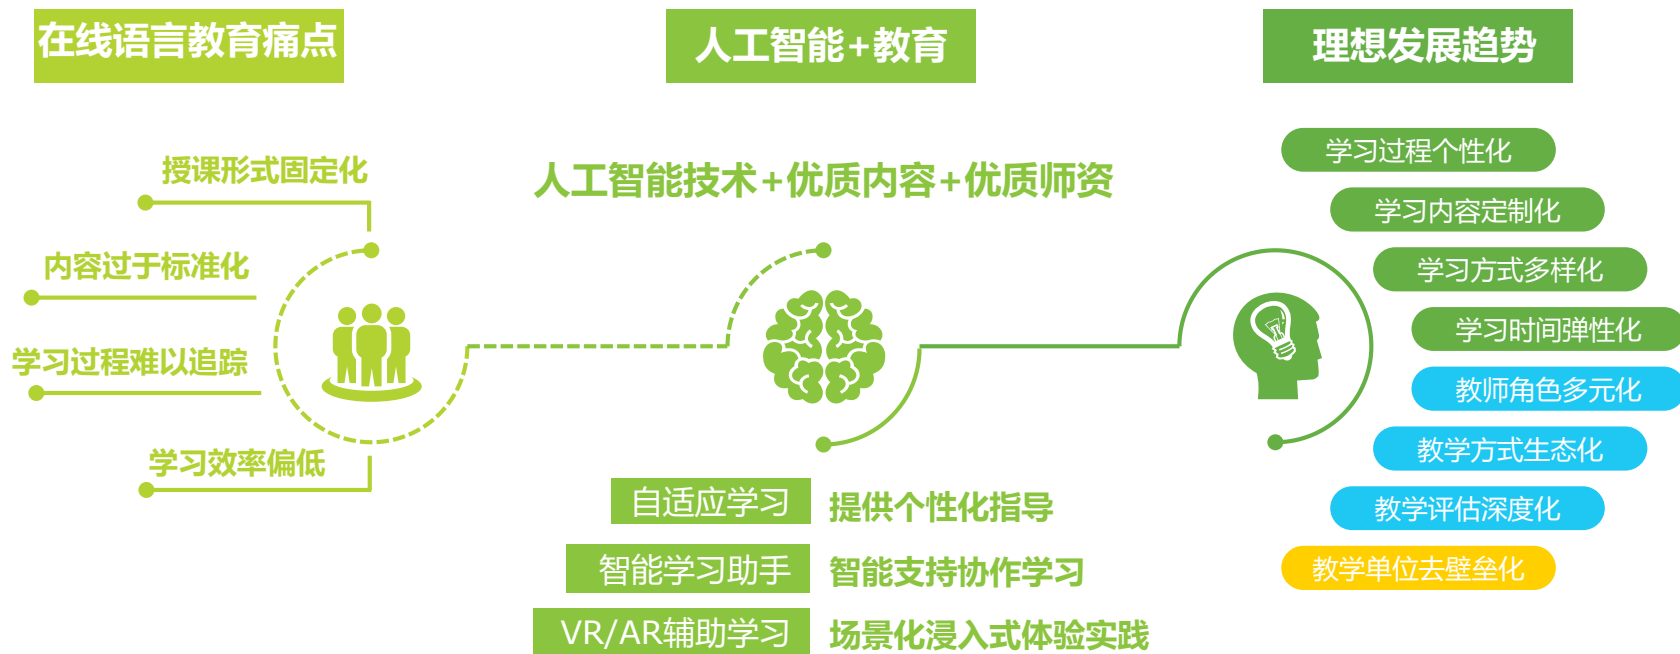 在线语言教育痛点
授课形式固定化
内容过于标准化
学习过程难以追踪
学习效率偏低
人工智能+教育
人工智能技术+优质内容+优质师资
自适应学习 提供个性化指导
智能学习助手 智能支持协作学习
VR/AR辅助学习 场景化浸入式体验实践
理想发展趋势
学习过程个性化
学习内容定制化
学习方式多样化
学习时间弹性化
教师角色多元化
教学方式生态化
教学评估深度化
教学单位去壁垒化